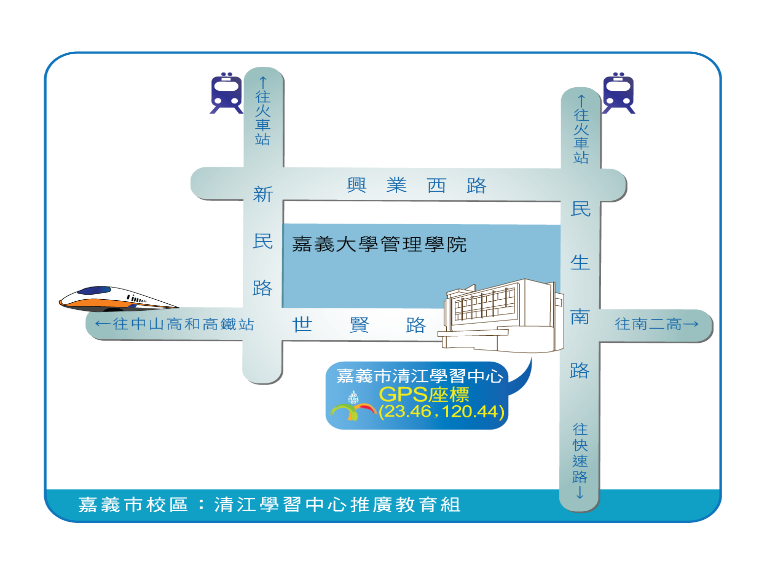 ↑往火車站
↑往火車站
興業西路
新民路
民生南路
嘉義大學管理學院
←往中山高和高鐵站
世賢路
往南二高→
嘉義市清江學習中心
GPS座標
(23.46，120.44)
往快速路↓
嘉義市校區：清江學習中心推廣教育組